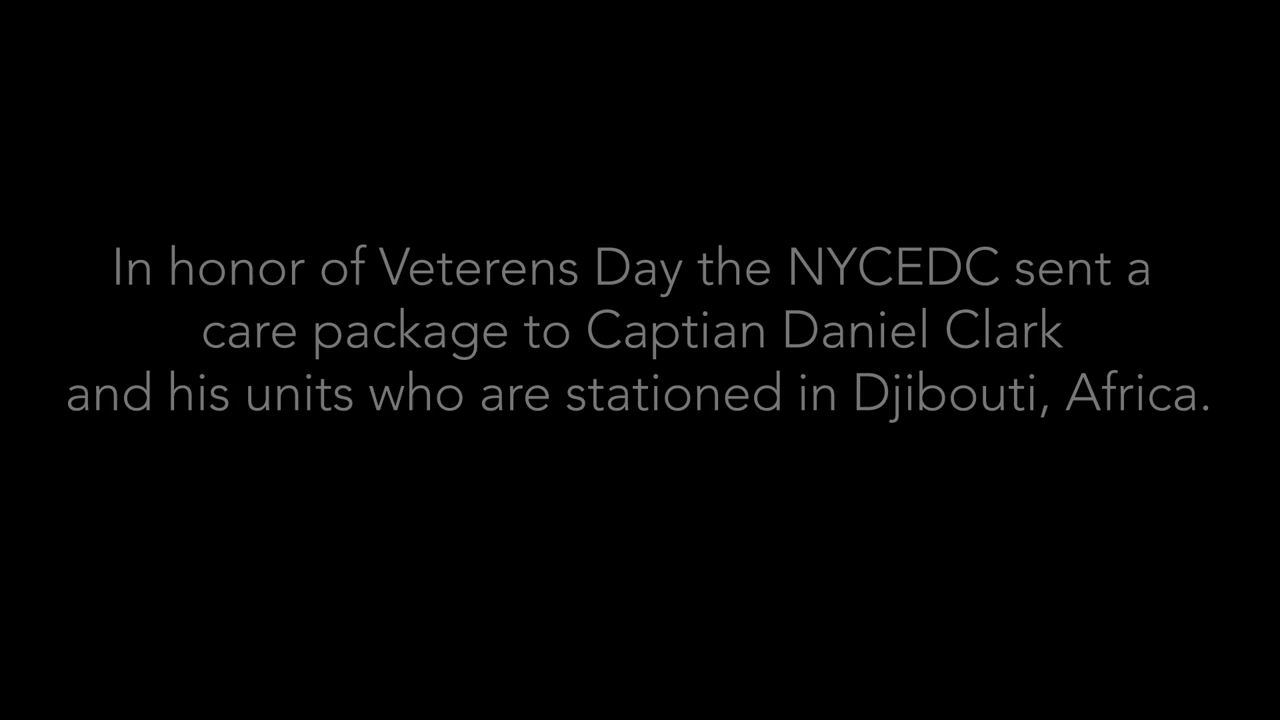 In honor of Veterens Day the NYCEDC sent a
care package to Captian Daniel Clark
and his units who are stationed in Djibouti, Africa.